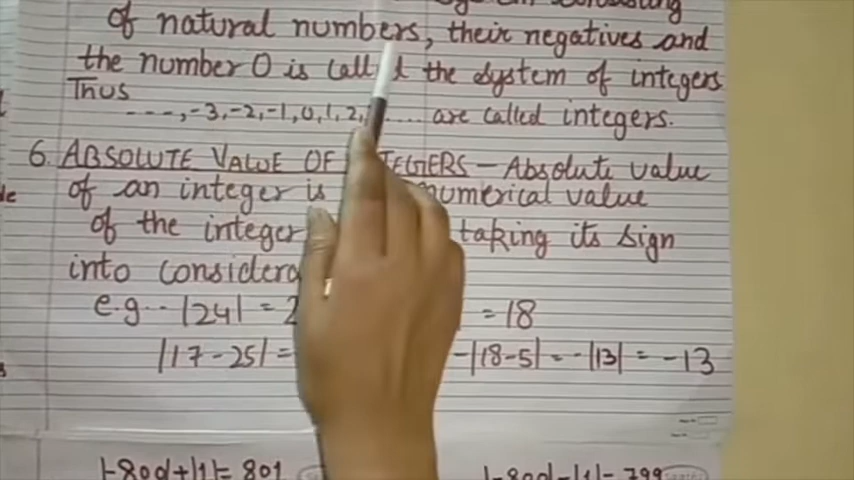 of natural numbers, their negatives and
the number 0 is the system of integers
Thus
---, -3, -2, -1, 0, 1, 2, .... are called integers.
6. ABSOLUTE VALUE OF - Absolute value
of an integer is numerical value
of the integer taking its sign
into
e.g-- |24| = = 18
|17-25| = -|18-5| = -|13| = -13
|-800|+|1|= 801 |-800|-|1|= 799